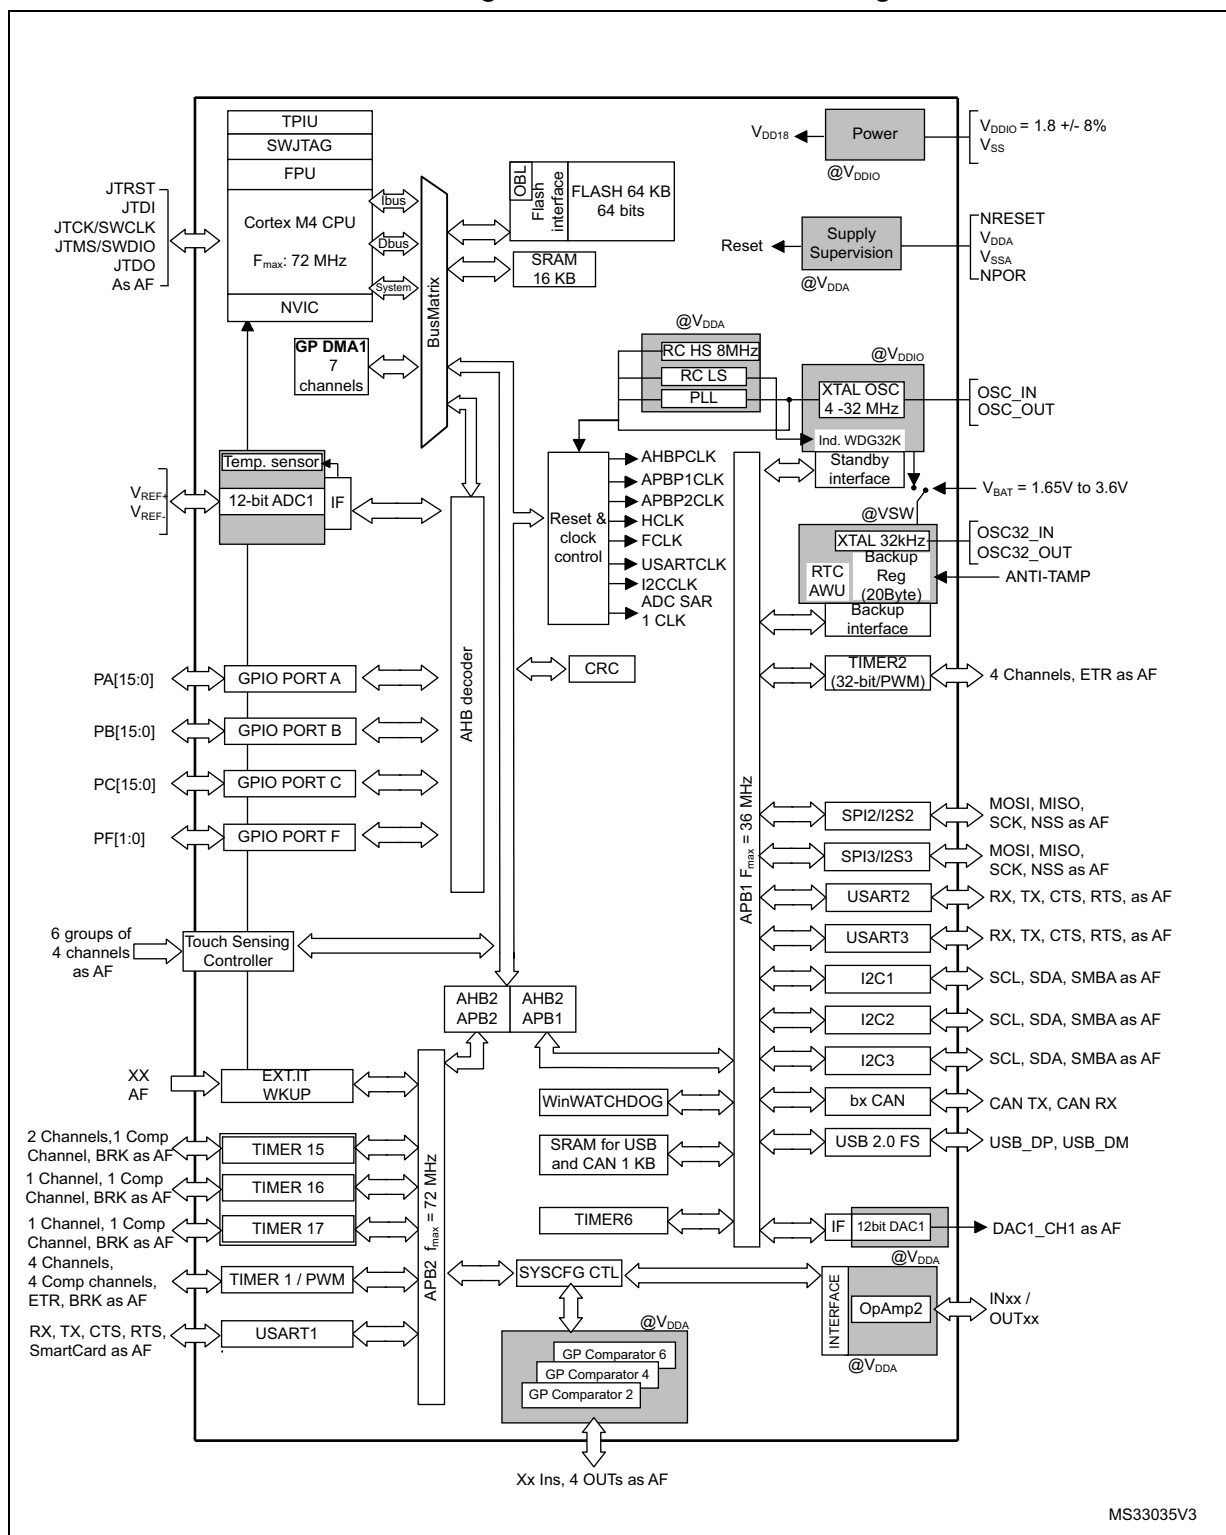 TPIU
SWJTAG
FPU
Cortex M4 CPU
Fmax: 72 MHz
NVIC
JTRST
JTDI
JTCK/SWCLK
JTMS/SWDIO
JTDO
As AF
Ibus
Dbus
System
BusMatrix
OBL
Flash
interface
FLASH 64 KB
64 bits
SRAM
16 KB
GP DMA1
7
channels
VDD18
Power
VDDIO = 1.8 +/- 8%
VSS
@VDDIO
Reset
Supply
Supervision
NRESET
VDDA
VSSA
NPOR
@VDDA
@VDDA
RC HS 8MHz
RC LS
PLL
@VDDIO
XTAL OSC
4 -32 MHz
OSC_IN
OSC_OUT
Ind. WDG32K
Standby
interface
VBAT = 1.65V to 3.6V
@VSW
XTAL 32kHz
OSC32_IN
OSC32_OUT
RTC
AWU
Backup
Reg
(20Byte)
ANTI-TAMP
Backup
interface
Temp. sensor
12-bit ADC1
IF
VREF+
VREF-
Reset &
clock
control
AHBPCLK
APBP1CLK
APBP2CLK
HCLK
FCLK
USARTCLK
I2CCLK
ADC SAR
1 CLK
AHB decoder
CRC
PA[15:0]
GPIO PORT A
PB[15:0]
GPIO PORT B
PC[15:0]
GPIO PORT C
PF[1:0]
GPIO PORT F
6 groups of
4 channels
as AF
Touch Sensing
Controller
AHB2
APB2
AHB2
APB1
APB1 Fmax = 36 MHz
TIMER2
(32-bit/PWM)
4 Channels, ETR as AF
SPI2/I2S2
MOSI, MISO,
SCK, NSS as AF
SPI3/I2S3
MOSI, MISO,
SCK, NSS as AF
USART2
RX, TX, CTS, RTS, as AF
USART3
RX, TX, CTS, RTS, as AF
I2C1
SCL, SDA, SMBA as AF
I2C2
SCL, SDA, SMBA as AF
I2C3
SCL, SDA, SMBA as AF
bx CAN
CAN TX, CAN RX
USB 2.0 FS
USB_DP, USB_DM
IF
12bit DAC1
DAC1_CH1 as AF
@VDDA
WinWATCHDOG
SRAM for USB
and CAN 1 KB
TIMER6
XX
AF
EXT.IT
WKUP
2 Channels,1 Comp
Channel, BRK as AF
TIMER 15
1 Channel, 1 Comp
Channel, BRK as AF
TIMER 16
1 Channel, 1 Comp
Channel, BRK as AF
TIMER 17
4 Channels,
4 Comp channels,
ETR, BRK as AF
TIMER 1 / PWM
RX, TX, CTS, RTS,
SmartCard as AF
USART1
APB2 fmax = 72 MHz
SYSCFG CTL
INTERFACE
OpAmp2
INxx /
OUTxx
@VDDA
@VDDA
GP Comparator 6
GP Comparator 4
GP Comparator 2
Xx Ins, 4 OUTs as AF
MS33035V3